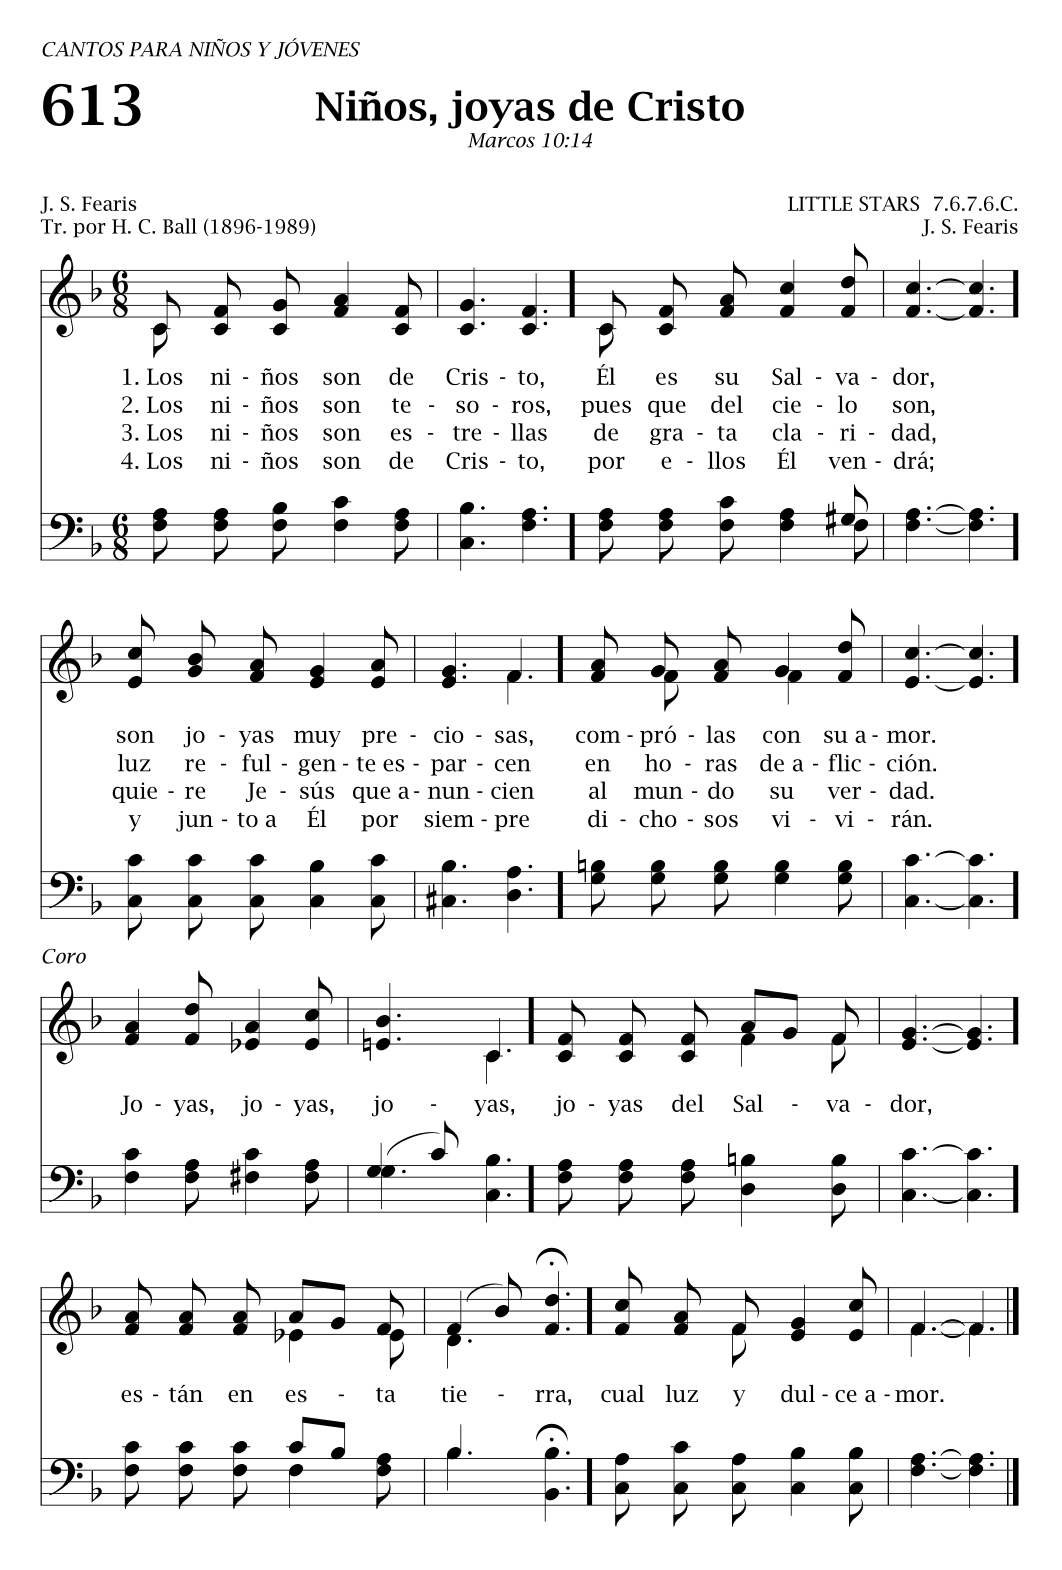 CANTOS PARA NIÑOS Y JÓVENES
613
Niños, joyas de Cristo
Marcos 10:14
J. S. Fearis
LITTLE STARS 7.6.7.6.C.
Tr. por H. C. Ball (1896-1989)
J. S. Fearis
1. Los ni - ños son de Cris - to, Él es su Sal - va - dor,
2. Los ni - ños son te - so - ros, pues que del cie - lo son,
3. Los ni - ños son es - tre - llas de gra - ta cla - ri - dad,
4. Los ni - ños son de Cris - to, por e - llos Él ven - drá;
son jo - yas muy pre - cio - sas, com - pró - las con su a - mor.
luz re - ful - gen - te es - par - cen en ho - ras de a - flic - ción.
quie - re Je - sús que a - nun - cien al mun - do su ver - dad.
y jun - to a Él por siem - pre di - cho - sos vi - vi - rán.
Coro
Jo - yas, jo - yas, jo - yas, jo - yas del Sal - va - dor,
es - tán en es - ta tie - rra, cual luz y dul - ce a - mor.